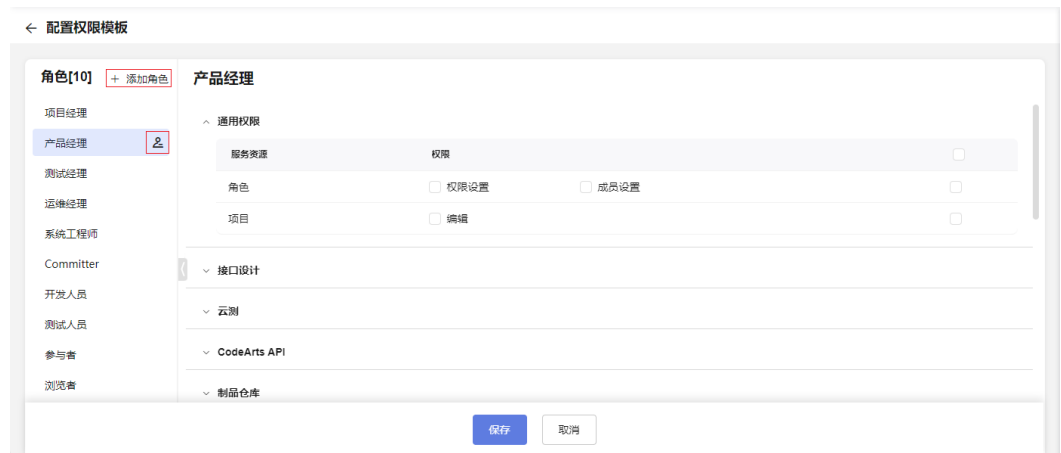 配置权限模板
角色[10] + 添加角色
项目经理
产品经理
测试经理
运维经理
系统工程师
Committer
开发人员
测试人员
参与者
浏览者
产品经理
通用权限
服务资源 权限
角色 权限设置 成员设置
项目 编辑
接口设计
云测
CodeArts API
制品仓库
保存 取消